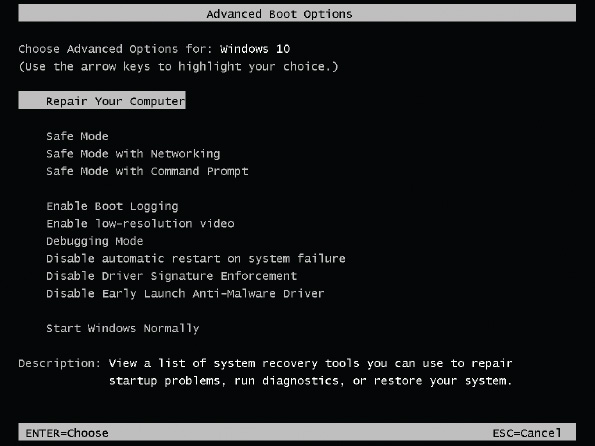 Advanced Boot Options
Choose Advanced Options for: Windows 10
(Use the arrow keys to highlight your choice.)
Repair Your Computer
Safe Mode
Safe Mode with Networking
Safe Mode with Command Prompt
Enable Boot Logging
Enable low-resolution video
Debugging Mode
Disable automatic restart on system failure
Disable Driver Signature Enforcement
Disable Early Launch Anti-Malware Driver
Start Windows Normally
Description: View a list of system recovery tools you can use to repair
startup problems, run diagnostics, or restore your system.
ENTER=Choose ESC=Cancel